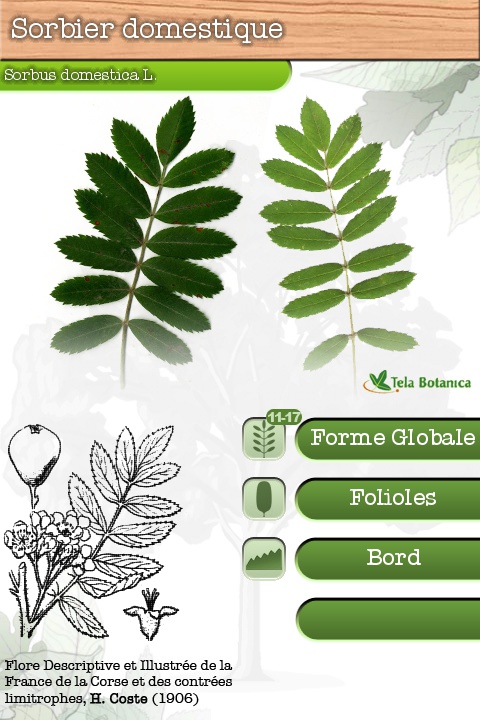 Sorbier domestique
Sorbus domestica L.
Tela Botanica
11-17
Forme Globale
Folioles
Bord
Flore Descriptive et Illustrée de la
France de la Corse et des contrées
limitrophes, H. Coste (1906)